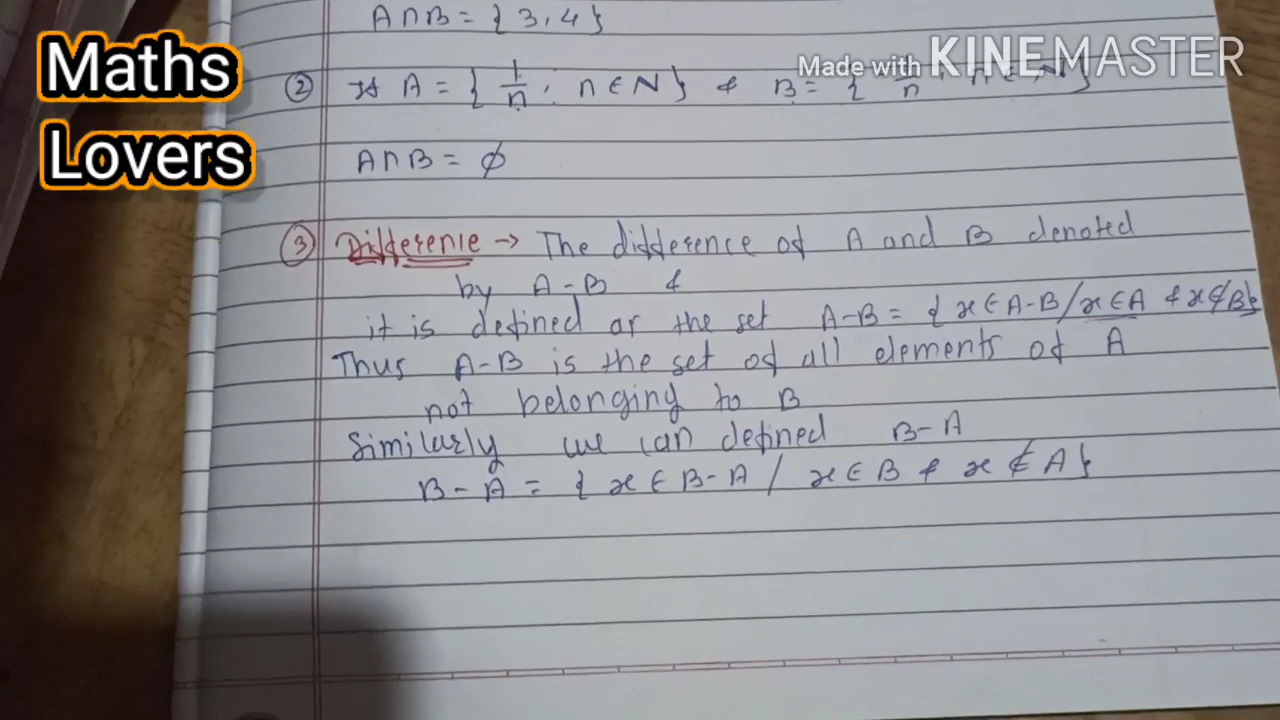 A∩B = { 3, 4 }
Maths
Lovers
Made with KINEMASTER
② If A = { 1/n : n ∈ N } & B = { n : n ∈ N }
A∩B = ϕ
③ Difference → The difference of A and B denoted
by A-B &
it is defined as the set A-B = { x ∈ A-B / x ∈ A & x ∉ B }
Thus A-B is the set of all elements of A
not belonging to B
Similarly we can defined B-A
B-A = { x ∈ B-A / x ∈ B & x ∉ A }